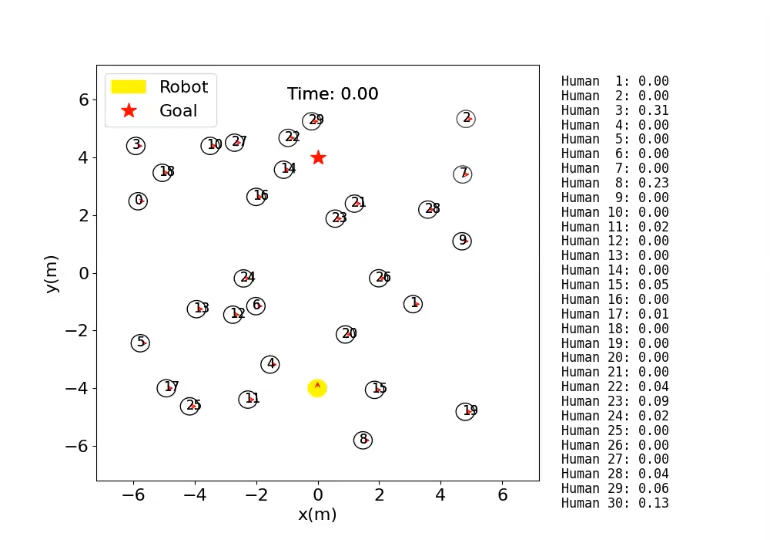 Robot
Goal
Time: 0.00
29
2
22
27
10
3
14
18
7
16
0
21
28
23
9
24
26
6
1
13
12
20
5
4
17
15
11
25
19
8
6
4
2
0
−2
−4
−6
y(m)
−6 −4 −2 0 2 4 6
x(m)
Human 1: 0.00
Human 2: 0.00
Human 3: 0.31
Human 4: 0.00
Human 5: 0.00
Human 6: 0.00
Human 7: 0.00
Human 8: 0.23
Human 9: 0.00
Human 10: 0.00
Human 11: 0.02
Human 12: 0.00
Human 13: 0.00
Human 14: 0.00
Human 15: 0.05
Human 16: 0.00
Human 17: 0.01
Human 18: 0.00
Human 19: 0.00
Human 20: 0.00
Human 21: 0.00
Human 22: 0.04
Human 23: 0.09
Human 24: 0.02
Human 25: 0.00
Human 26: 0.00
Human 27: 0.00
Human 28: 0.04
Human 29: 0.06
Human 30: 0.13